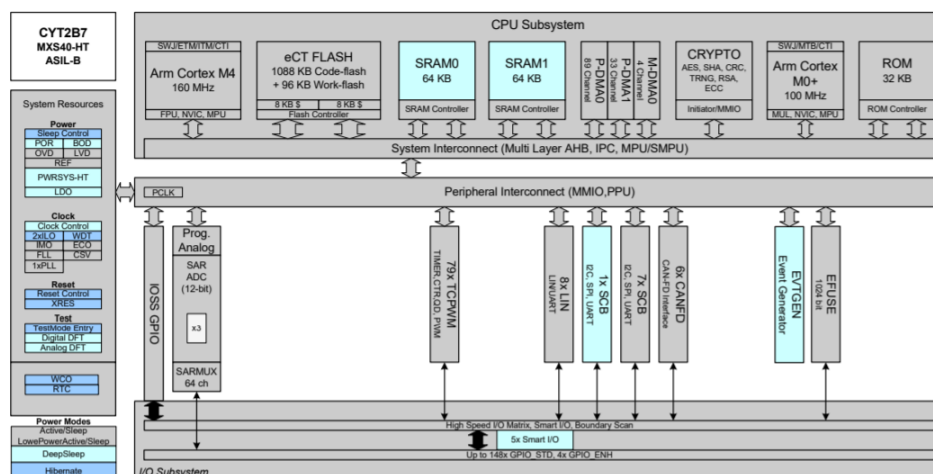 CYT2B7
MXS40-HT
ASIL-B
System Resources
Power
Sleep Control
POR BOD
OVD LVD
REF
PWRSYS-HT
LDO
Clock
Clock Control
2xILO WDT
IMO ECO
FLL CSV
1xPLL
Reset
Reset Control
XRES
Test
TestMode Entry
Digital DFT
Analog DFT
WCO
RTC
Power Modes
Active/Sleep
LowePowerActive/Sleep
DeepSleep
Hibernate
CPU Subsystem
SWJ/ETM/ITM/CTI
Arm Cortex M4
160 MHz
FPU, NVIC, MPU
eCT FLASH
1088 KB Code-flash
+ 96 KB Work-flash
8 KB $ 8 KB $
Flash Controller
SRAM0
64 KB
SRAM Controller
SRAM1
64 KB
SRAM Controller
P-DMA0
89 Channel
P-DMA1
33 Channel
M-DMA0
4 Channel
CRYPTO
AES, SHA, CRC,
TRNG, RSA,
ECC
Initiator/MMIO
SWJ/MTB/CTI
Arm Cortex
M0+
100 MHz
MUL, NVIC, MPU
ROM
32 KB
ROM Controller
System Interconnect (Multi Layer AHB, IPC, MPU/SMPU)
PCLK
Peripheral Interconnect (MMIO,PPU)
IOSS GPIO
Prog.
Analog
SAR
ADC
(12-bit)
x3
SARMUX
64 ch
79x TCPWM
TIMER,CTR,QD, PWM
8x LIN
LIN/UART
1x SCB
I2C, SPI, UART
7x SCB
I2C, SPI, UART
6x CANFD
CAN-FD Interface
EVTGEN
Event Generator
EFUSE
1024 bit
High Speed I/O Matrix, Smart I/O, Boundary Scan
5x Smart I/O
Up to 148x GPIO_STD, 4x GPIO_ENH
I/O Subsystem